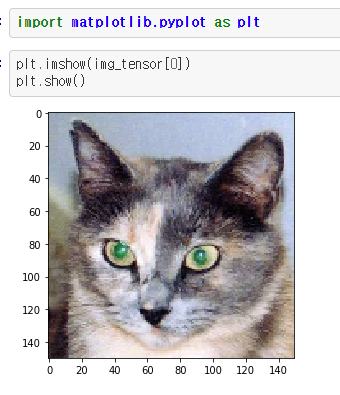 import matplotlib.pyplot as plt
plt.imshow(img_tensor[0])
plt.show()
0
20
40
60
80
100
120
140
0 20 40 60 80 100 120 140